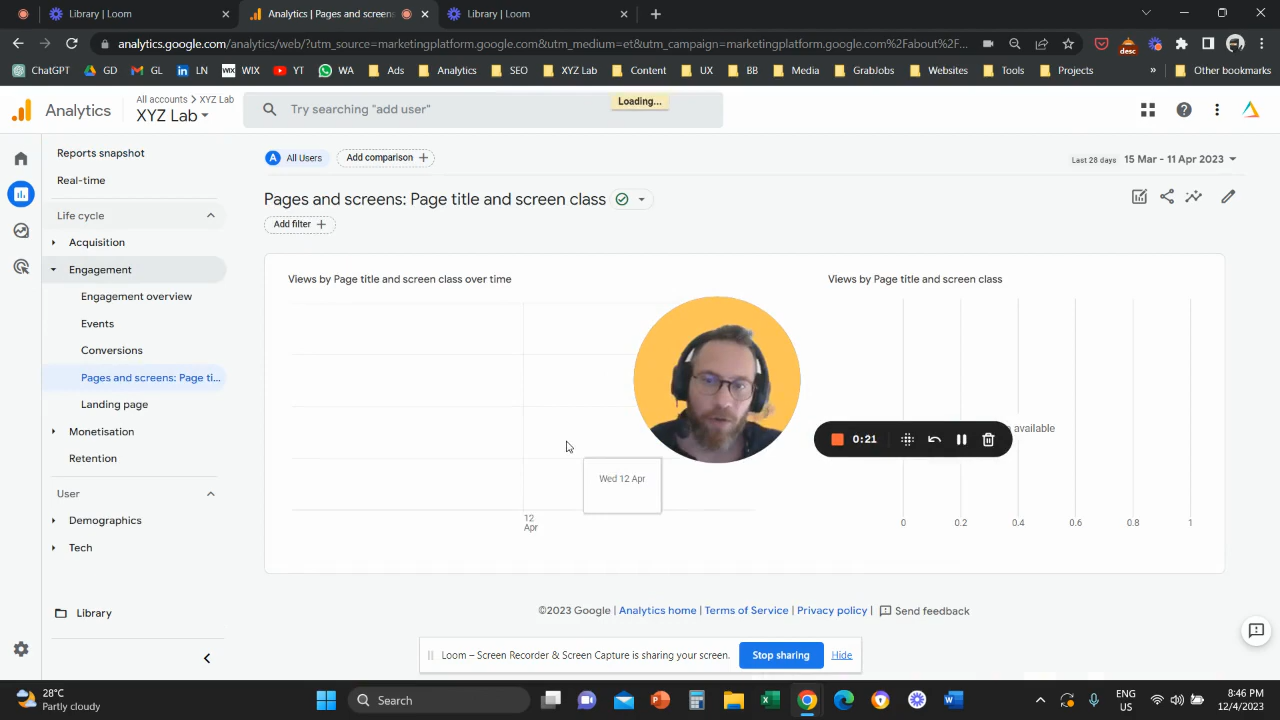 Library | Loom
Analytics | Pages and screens
Library | Loom
analytics.google.com/analytics/web/?utm_source=marketingplatform.google.com&utm_medium=et&utm_campaign=marketingplatform.google.com%2Fabout%2F...
desc
ChatGPT
GD
GL
LN
WIX WIX
YT
WA
Ads
Analytics
SEO
XYZ Lab
Content
UX
BB
Media
GrabJobs
Websites
Tools
Projects
»
Other bookmarks
Analytics
All accounts > XYZ Lab
XYZ Lab
Try searching "add user"
Loading...
Reports snapshot
Real-time
Life cycle
Acquisition
Engagement
Engagement overview
Events
Conversions
Pages and screens: Page ti...
Landing page
Monetisation
Retention
User
Demographics
Tech
Library
A All Users
Add comparison +
Last 28 days 15 Mar - 11 Apr 2023
Pages and screens: Page title and screen class
Add filter +
Views by Page title and screen class over time
Wed 12 Apr
12
Apr
Views by Page title and screen class
available
0 0.2 0.4 0.6 0.8 1
0:21
©2023 Google | Analytics home | Terms of Service | Privacy policy | Send feedback
Loom – Screen Recorder & Screen Capture is sharing your screen.
Stop sharing
Hide
28°C
Partly cloudy
Search
ENG
US
8:46 PM
12/4/2023